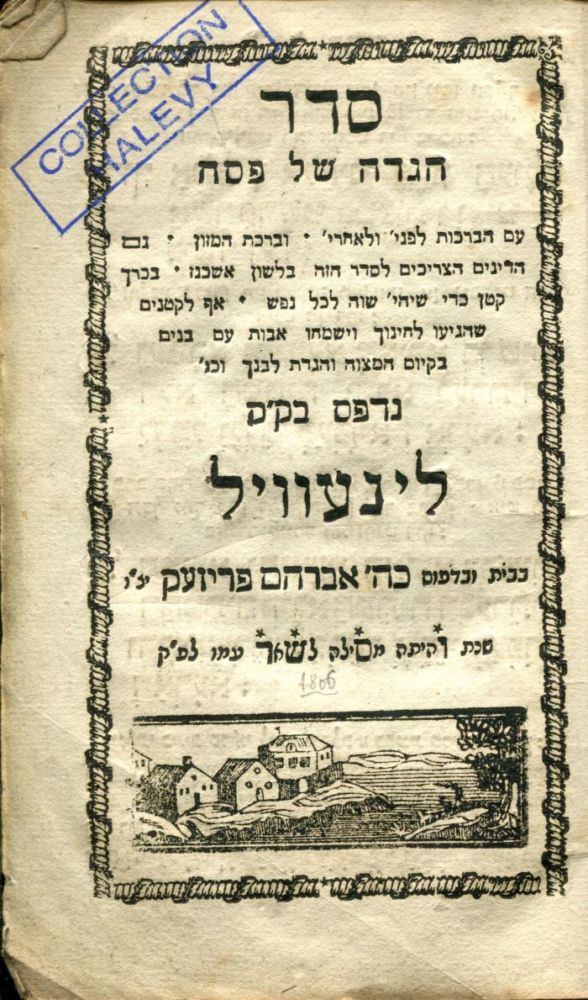 COLLECTION
HALEVY
סדר
הגדה של פסח
עם הברכות לפני' ולאחרי' * וברכת המזון * גם
הדינים הצריכים לסדר הזה בלשון אשכנז * בכרך
קטן כדי שיהי' שוה לכל נפש * אף לקטנים
שהגיעו לחינוך וישמחו אבות עם בנים
בקיום המצוה והגדת לבנך וכו'
נדפס בק"ק
לינעוויל
בבית ובדפוס כה' אברהם פריזעק יצ"ו
שנת והיתה מסילה לשאר עמו לפ"ק
1806